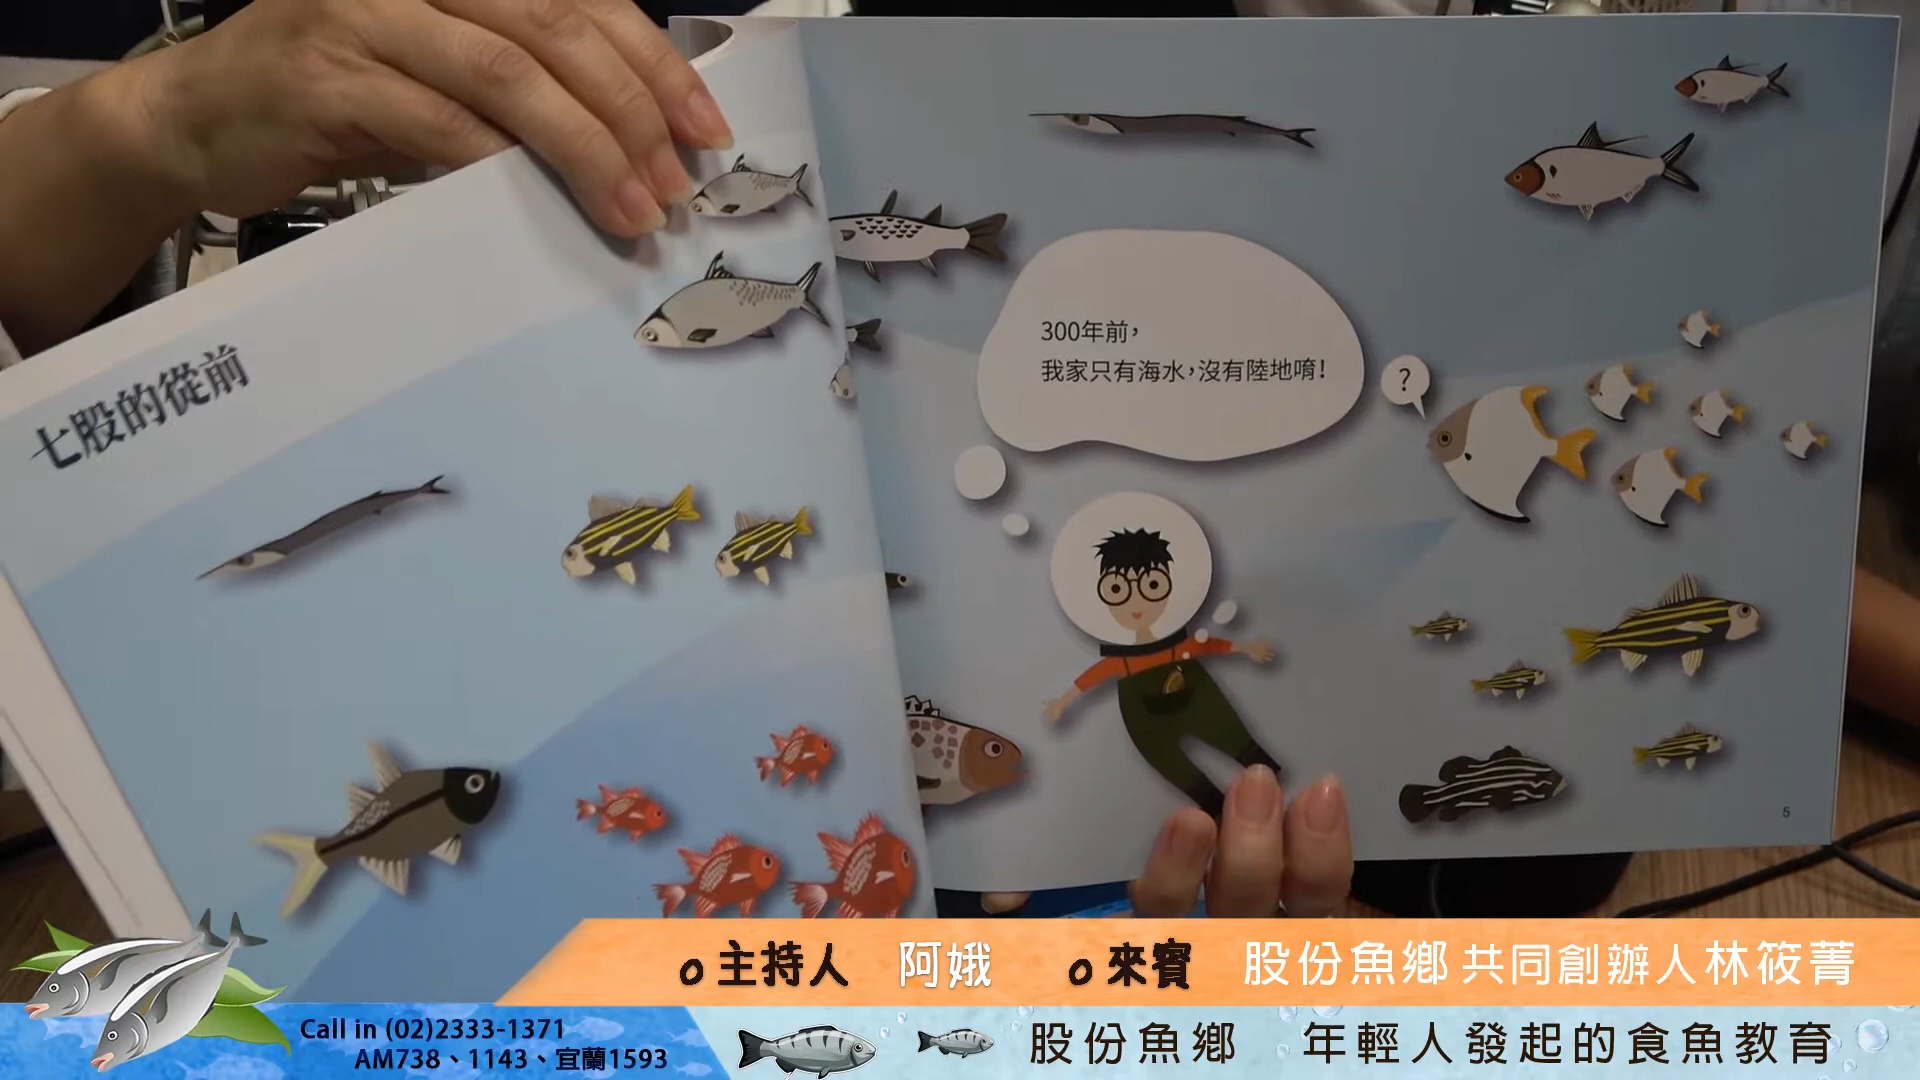 七股的從前
300年前，
我家只有海水，沒有陸地唷！
?
5
主持人 阿娥 來賓 股份魚鄉 共同創辦人林筱菁
Call in (02)2333-1371
AM738、1143、宜蘭1593
股份魚鄉 年輕人發起的食魚教育